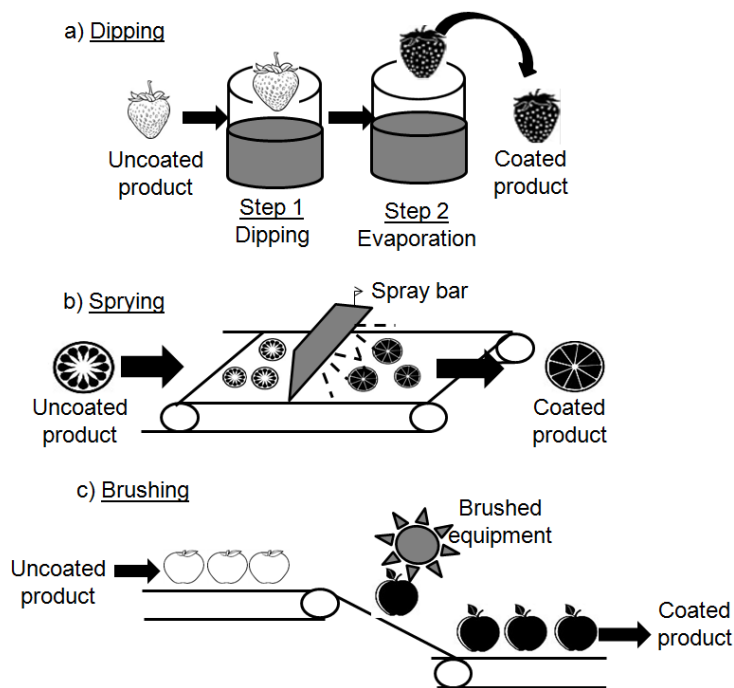 a) Dipping
Uncoated
product
Step 1
Dipping
Step 2
Evaporation
Coated
product
b) Sprying
Spray bar
Uncoated
product
Coated
product
c) Brushing
Brushed
equipment
Uncoated
product
Coated
product